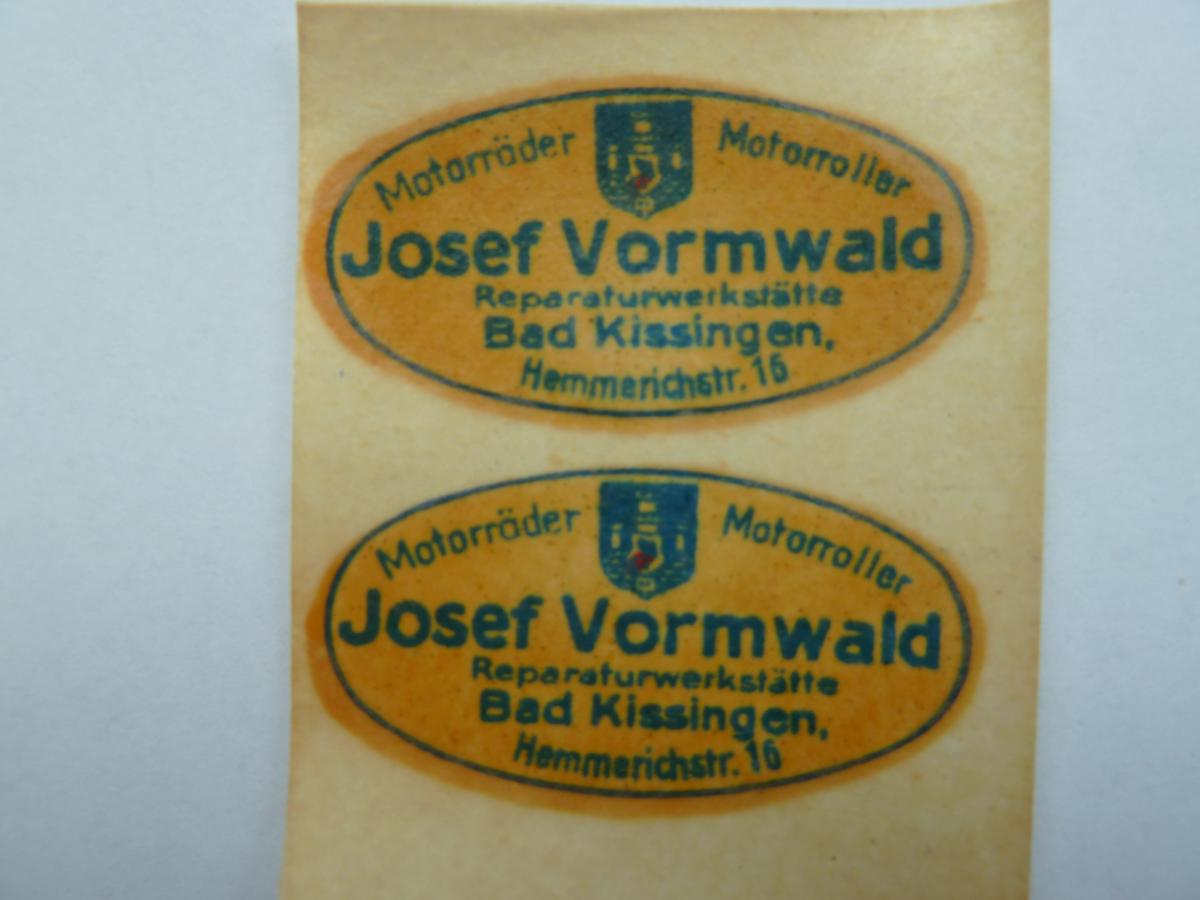 Motorräder Motorroller
Josef Vormwald
Reparaturwerkstätte
Bad Kissingen,
Hemmerichstr. 16
Motorräder Motorroller
Josef Vormwald
Reparaturwerkstätte
Bad Kissingen,
Hemmerichstr. 16